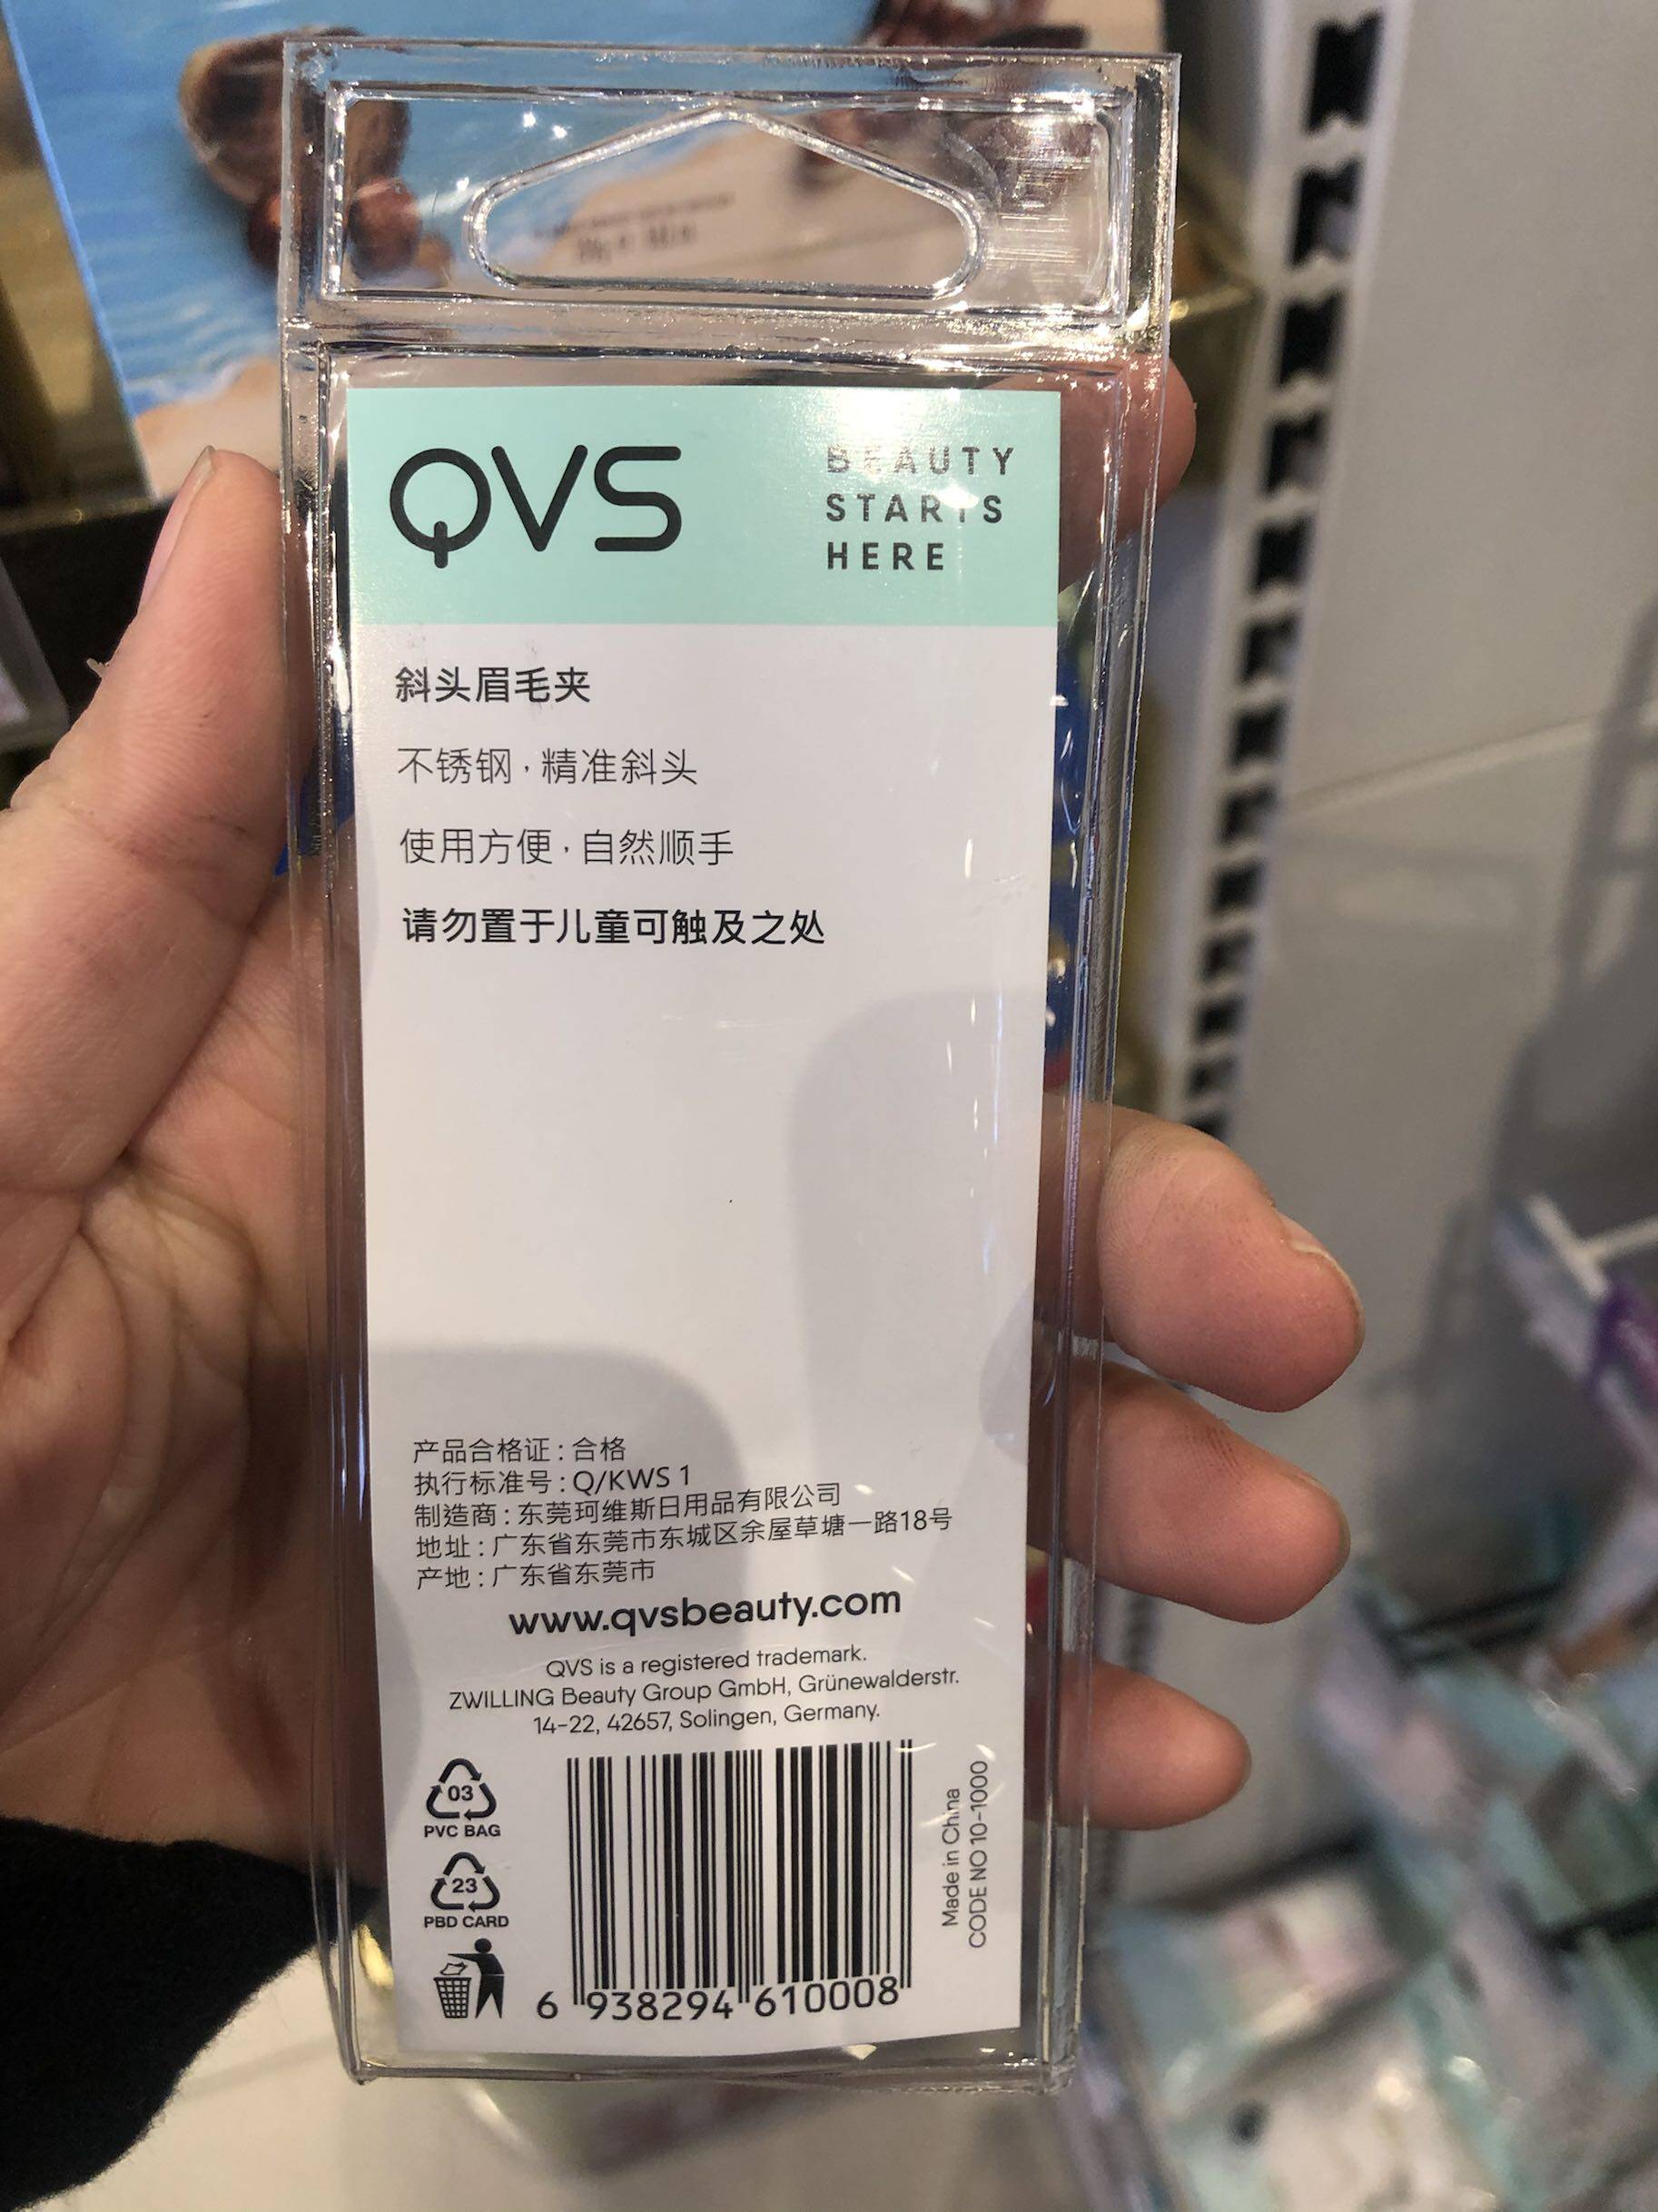 QVS
BEAUTY
STARTS
HERE
斜头眉毛夹
不锈钢·精准斜头
使用方便·自然顺手
请勿置于儿童可触及之处
产品合格证：合格
执行标准号：Q/KWS 1
制造商：东莞珂维斯日用品有限公司
地址：广东省东莞市东城区余屋草塘一路18号
产地：广东省东莞市
www.qvsbeauty.com
QVS is a registered trademark.
ZWILLING Beauty Group GmbH, Grünewalderstr.
14-22, 42657, Solingen, Germany.
03
PVC BAG
23
PBD CARD
6 938294 610008
Made in China
CODE NO 10-1000